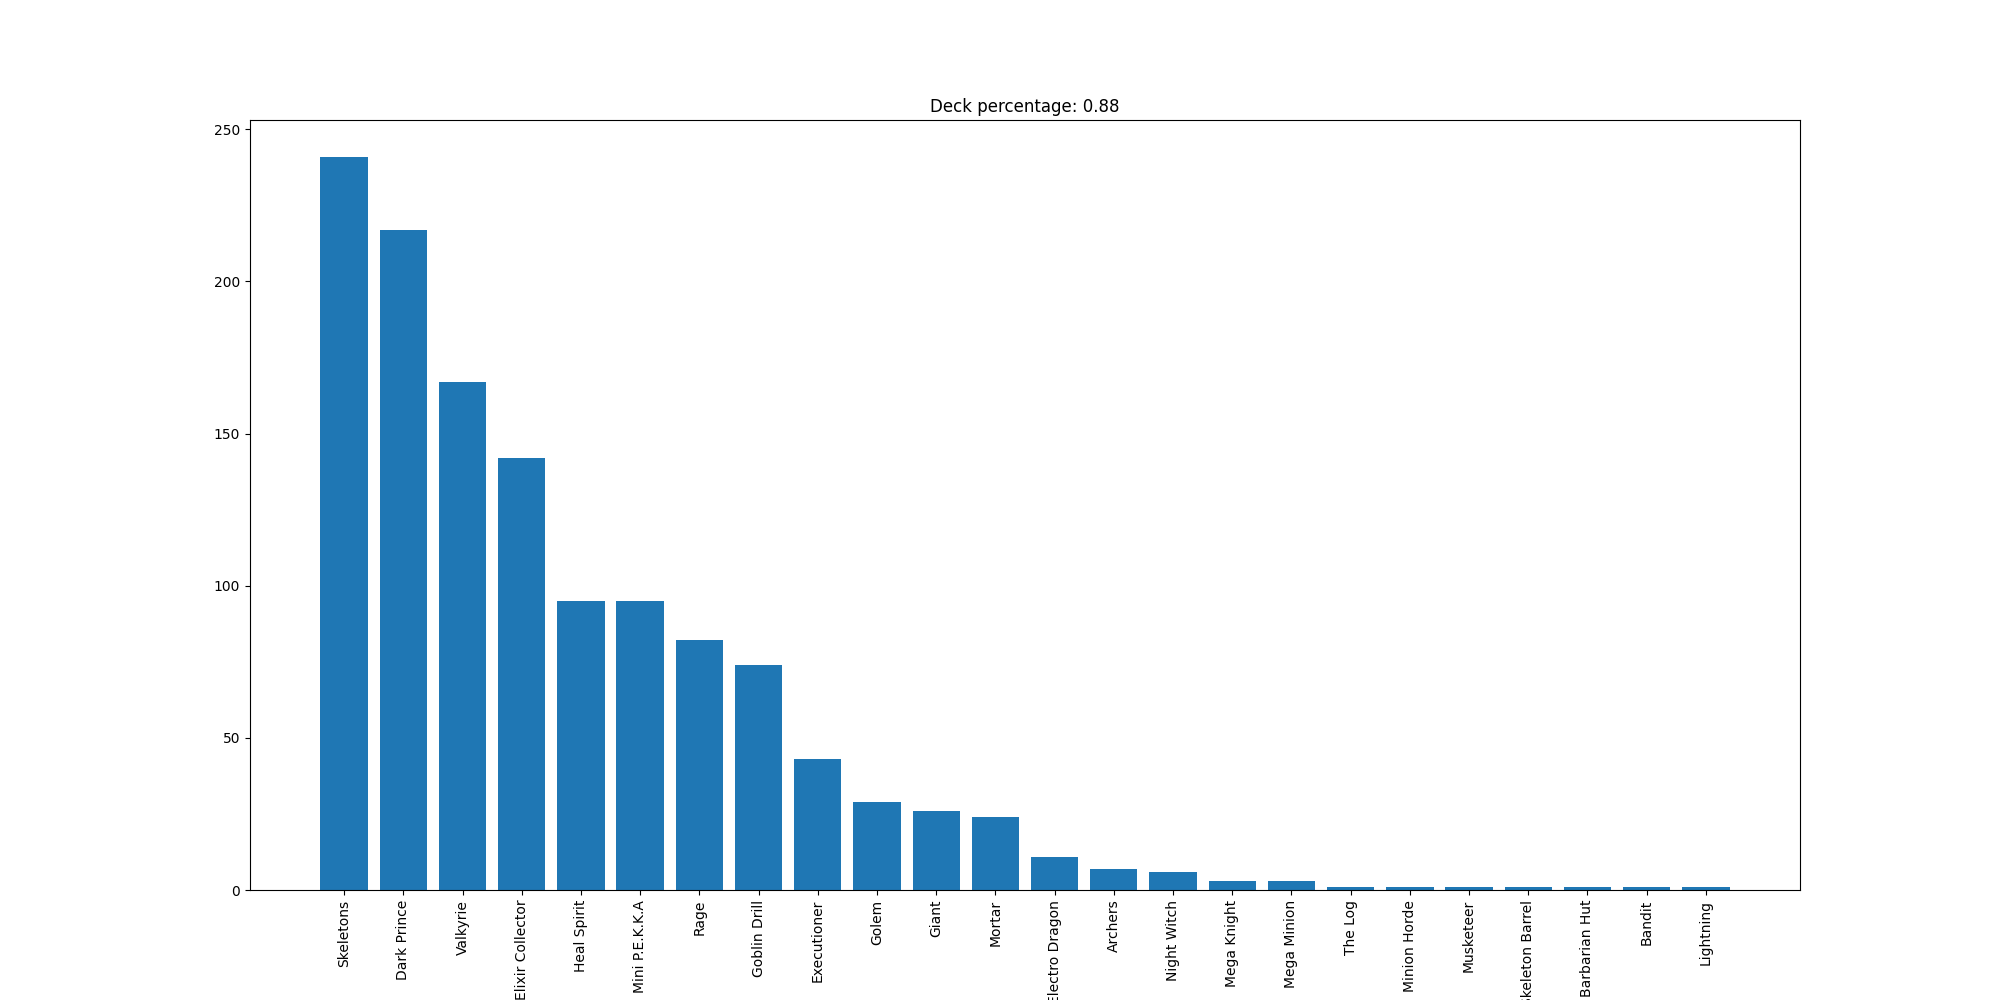 Deck percentage: 0.88
250
200
150
100
50
0
Skeletons
Dark Prince
Valkyrie
Elixir Collector
Heal Spirit
Mini P.E.K.K.A
Rage
Goblin Drill
Executioner
Golem
Giant
Mortar
Electro Dragon
Archers
Night Witch
Mega Knight
Mega Minion
The Log
Minion Horde
Musketeer
Skeleton Barrel
Barbarian Hut
Bandit
Lightning